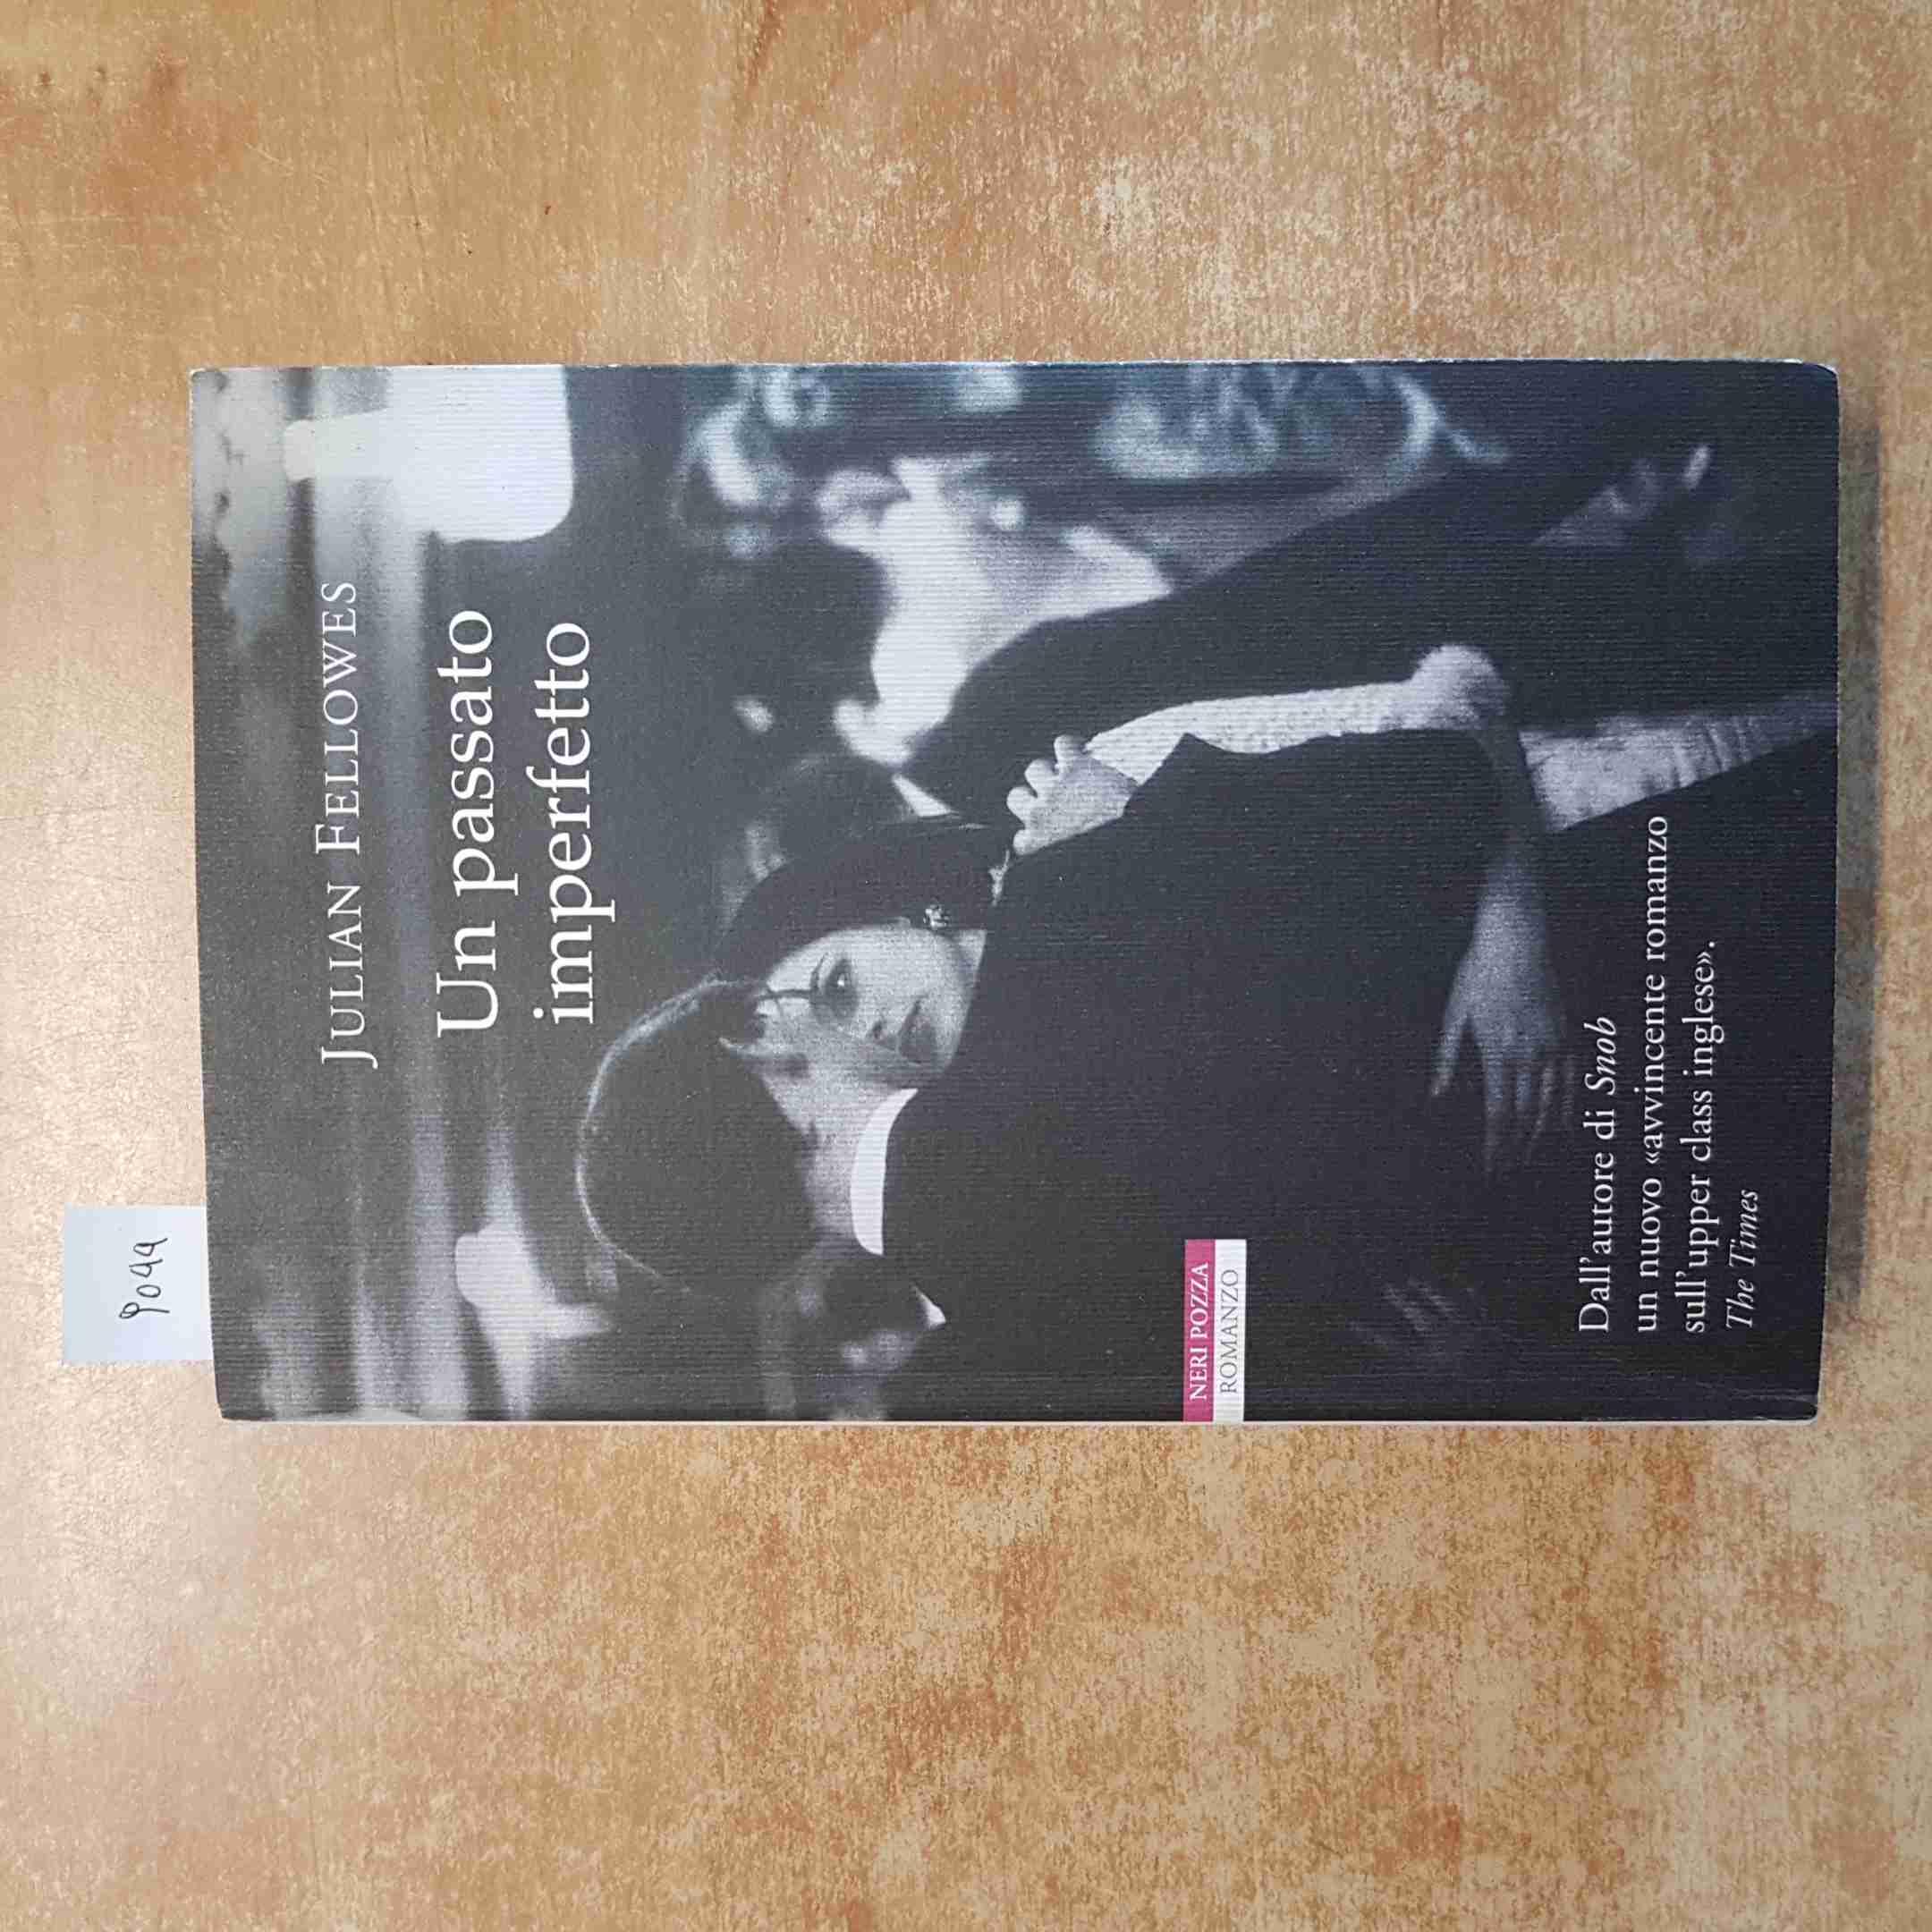 9099
JULIAN FELLOWES
Un passato
imperfetto
NERI POZZA
ROMANZO
Dall'autore di Snob
un nuovo «avvincente romanzo
sull'upper class inglese».
The Times